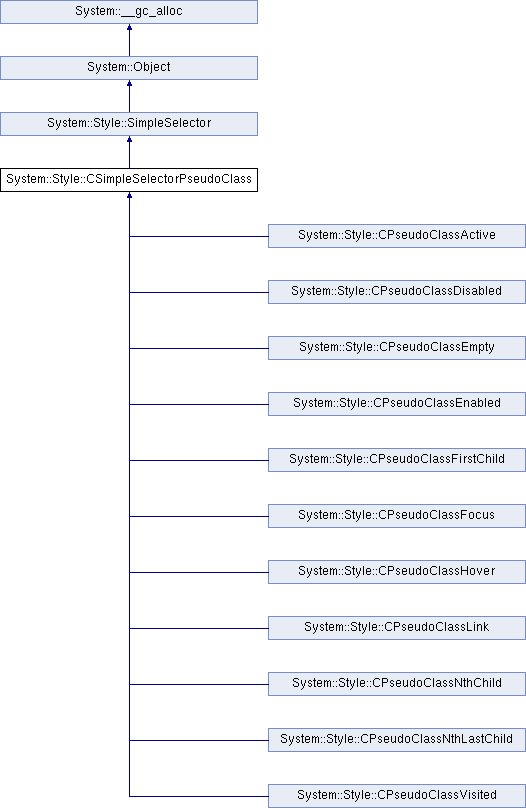 System::__gc_alloc
System::Object
System::Style::SimpleSelector
System::Style::CSimpleSelectorPseudoClass
System::Style::CPseudoClassActive
System::Style::CPseudoClassDisabled
System::Style::CPseudoClassEmpty
System::Style::CPseudoClassEnabled
System::Style::CPseudoClassFirstChild
System::Style::CPseudoClassFocus
System::Style::CPseudoClassHover
System::Style::CPseudoClassLink
System::Style::CPseudoClassNthChild
System::Style::CPseudoClassNthLastChild
System::Style::CPseudoClassVisited